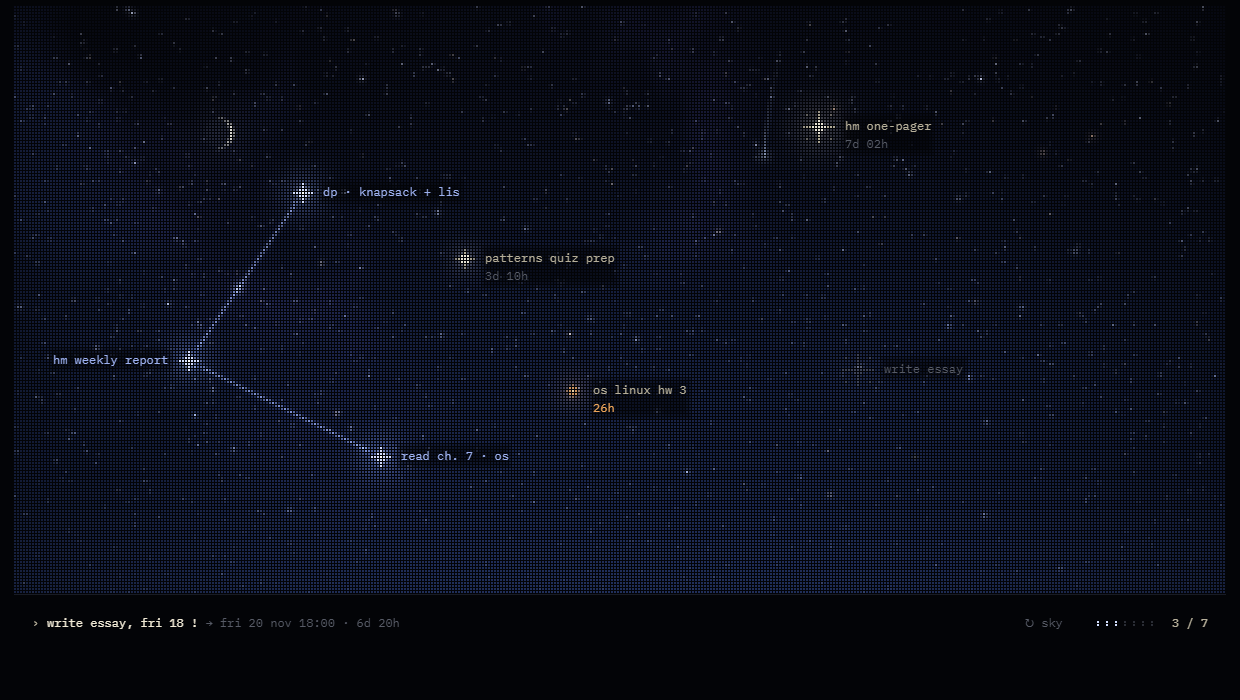 hm one-pager
7d 02h
dp · knapsack + lis
patterns quiz prep
3d 10h
hm weekly report
write essay
os linux hw 3
26h
read ch. 7 · os
› write essay, fri 18 ! → fri 20 nov 18:00 · 6d 20h
↻ sky
3 / 7